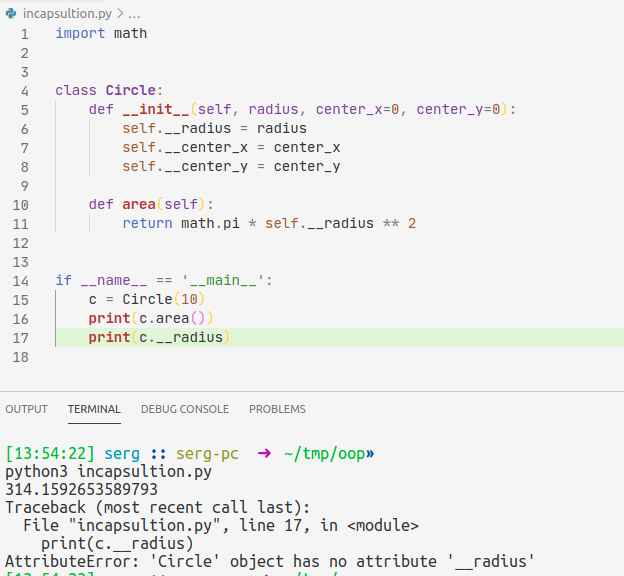 incapsultion.py > ...
1 import math
2
3
4 class Circle:
5     def __init__(self, radius, center_x=0, center_y=0):
6         self.__radius = radius
7         self.__center_x = center_x
8         self.__center_y = center_y
9
10     def area(self):
11         return math.pi * self.__radius ** 2
12
13
14 if __name__ == '__main__':
15     c = Circle(10)
16     print(c.area())
17     print(c.__radius)
18
OUTPUT TERMINAL DEBUG CONSOLE PROBLEMS
[13:54:22] serg :: serg-pc → ~/tmp/oop»
python3 incapsultion.py
314.1592653589793
Traceback (most recent call last):
  File "incapsultion.py", line 17, in <module>
    print(c.__radius)
AttributeError: 'Circle' object has no attribute '__radius'